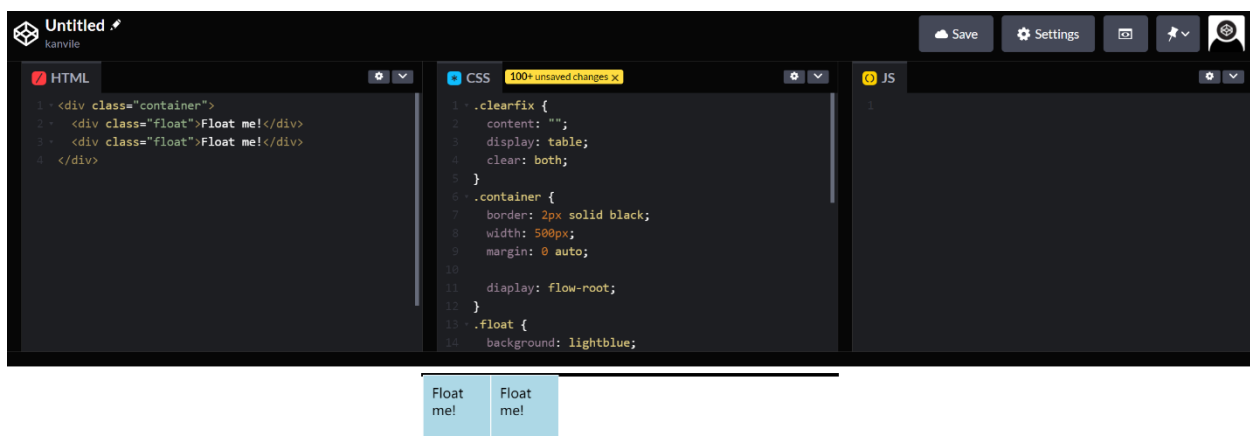 Untitled
kanvile
Save
Settings
HTML
CSS
100+ unsaved changes x
JS
1 <div class="container">
2 <div class="float">Float me!</div>
3 <div class="float">Float me!</div>
4 </div>
1 .clearfix {
2 content: "";
3 display: table;
4 clear: both;
5 }
6 .container {
7 border: 2px solid black;
8 width: 500px;
9 margin: 0 auto;
10
11 diaplay: flow-root;
12 }
13 .float {
14 background: lightblue;
1
Float
me!
Float
me!